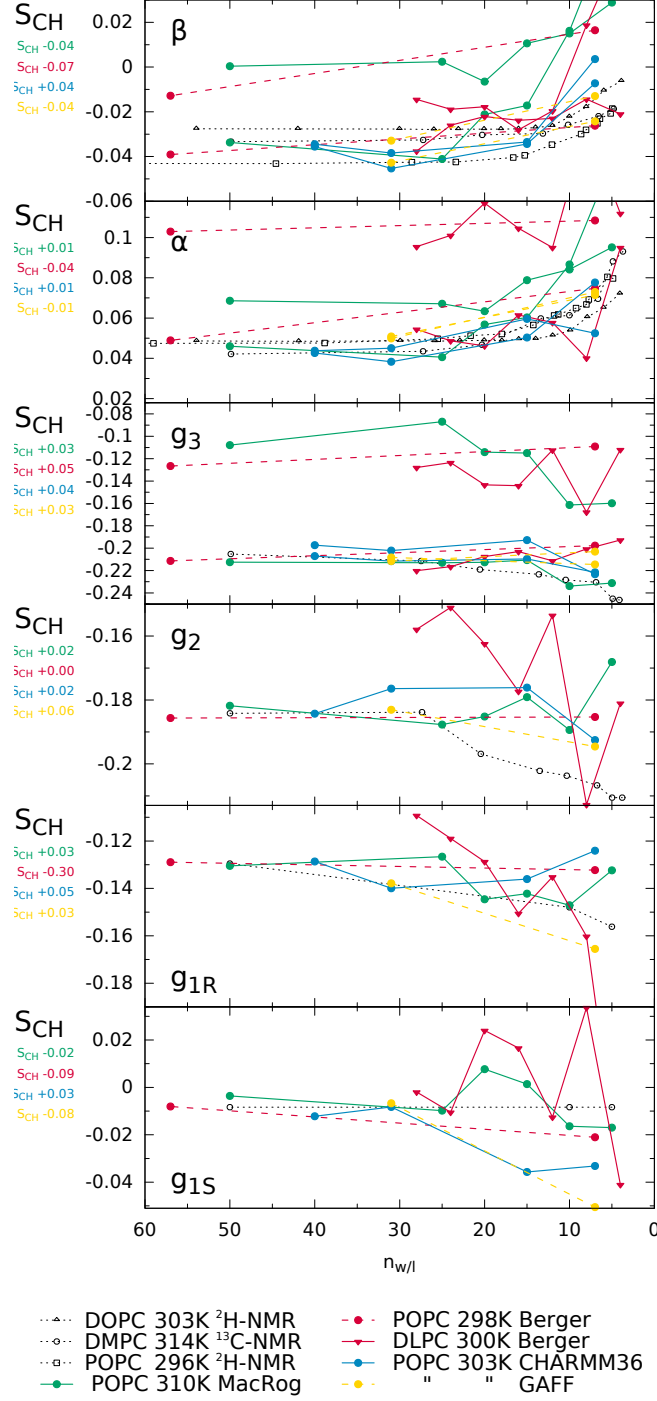 S_CH
β
S_CH -0.04
S_CH -0.07
S_CH +0.04
S_CH -0.04
0.02
0
-0.02
-0.04
-0.06
S_CH
α
S_CH +0.01
S_CH -0.04
S_CH +0.01
S_CH -0.01
0.1
0.08
0.06
0.04
0.02
S_CH
g_3
S_CH +0.03
S_CH +0.05
S_CH +0.04
S_CH +0.03
-0.08
-0.1
-0.12
-0.14
-0.16
-0.18
-0.2
-0.22
-0.24
S_CH
g_2
S_CH +0.02
S_CH +0.00
S_CH +0.02
S_CH +0.06
-0.16
-0.18
-0.2
S_CH
g_1R
S_CH +0.03
S_CH -0.30
S_CH +0.05
S_CH +0.03
-0.12
-0.14
-0.16
-0.18
S_CH
g_1S
S_CH -0.02
S_CH -0.09
S_CH +0.03
S_CH -0.08
0.02
0
-0.02
-0.04
60 50 40 30 20 10 0
n_w/l
DOPC 303K ²H-NMR
DMPC 314K ¹³C-NMR
POPC 296K ²H-NMR
POPC 310K MacRog
POPC 298K Berger
DLPC 300K Berger
POPC 303K CHARMM36
" " GAFF